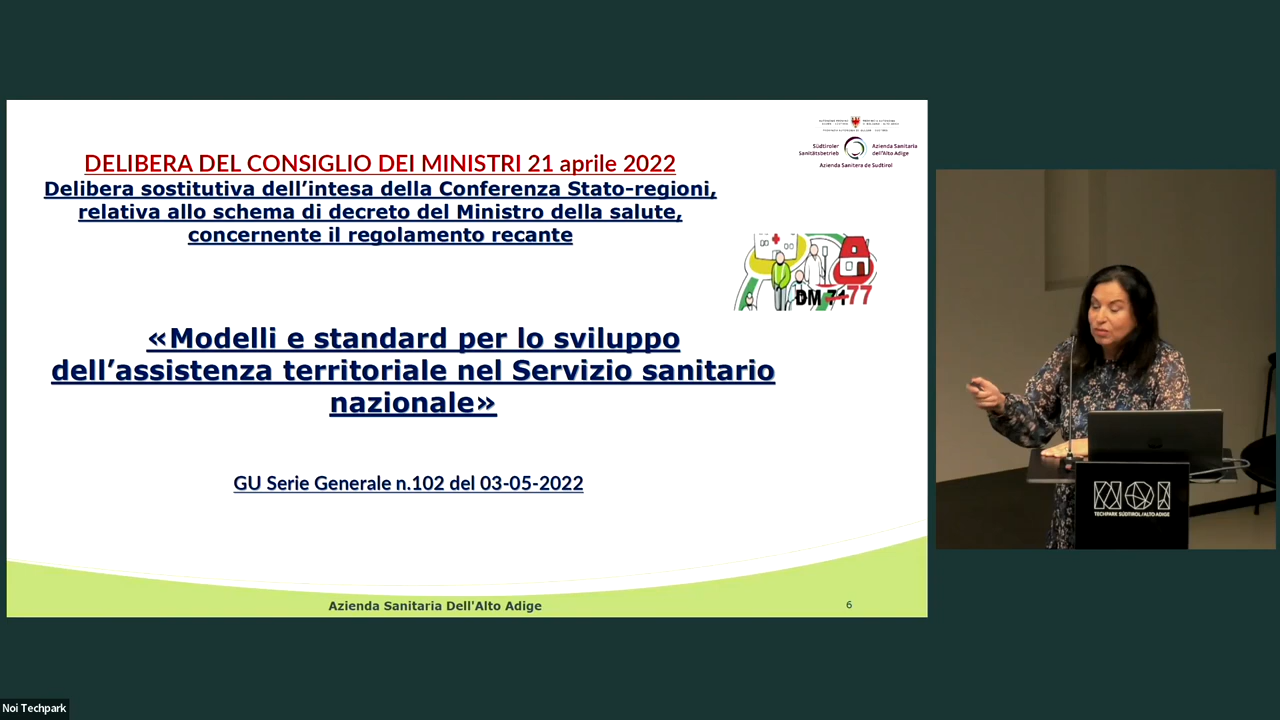 DELIBERA DEL CONSIGLIO DEI MINISTRI 21 aprile 2022
Delibera sostitutiva dell’intesa della Conferenza Stato-regioni,
relativa allo schema di decreto del Ministro della salute,
concernente il regolamento recante
Südtiroler
Sanitätsbetrieb
Azienda Sanitaria
dell'Alto Adige
Azienda Sanitera de Sudtirol
DM 71 77
«Modelli e standard per lo sviluppo
dell’assistenza territoriale nel Servizio sanitario
nazionale»
GU Serie Generale n.102 del 03-05-2022
Azienda Sanitaria Dell'Alto Adige
6
NOI
TECHPARK SÜDTIROL/ALTO ADIGE
Noi Techpark